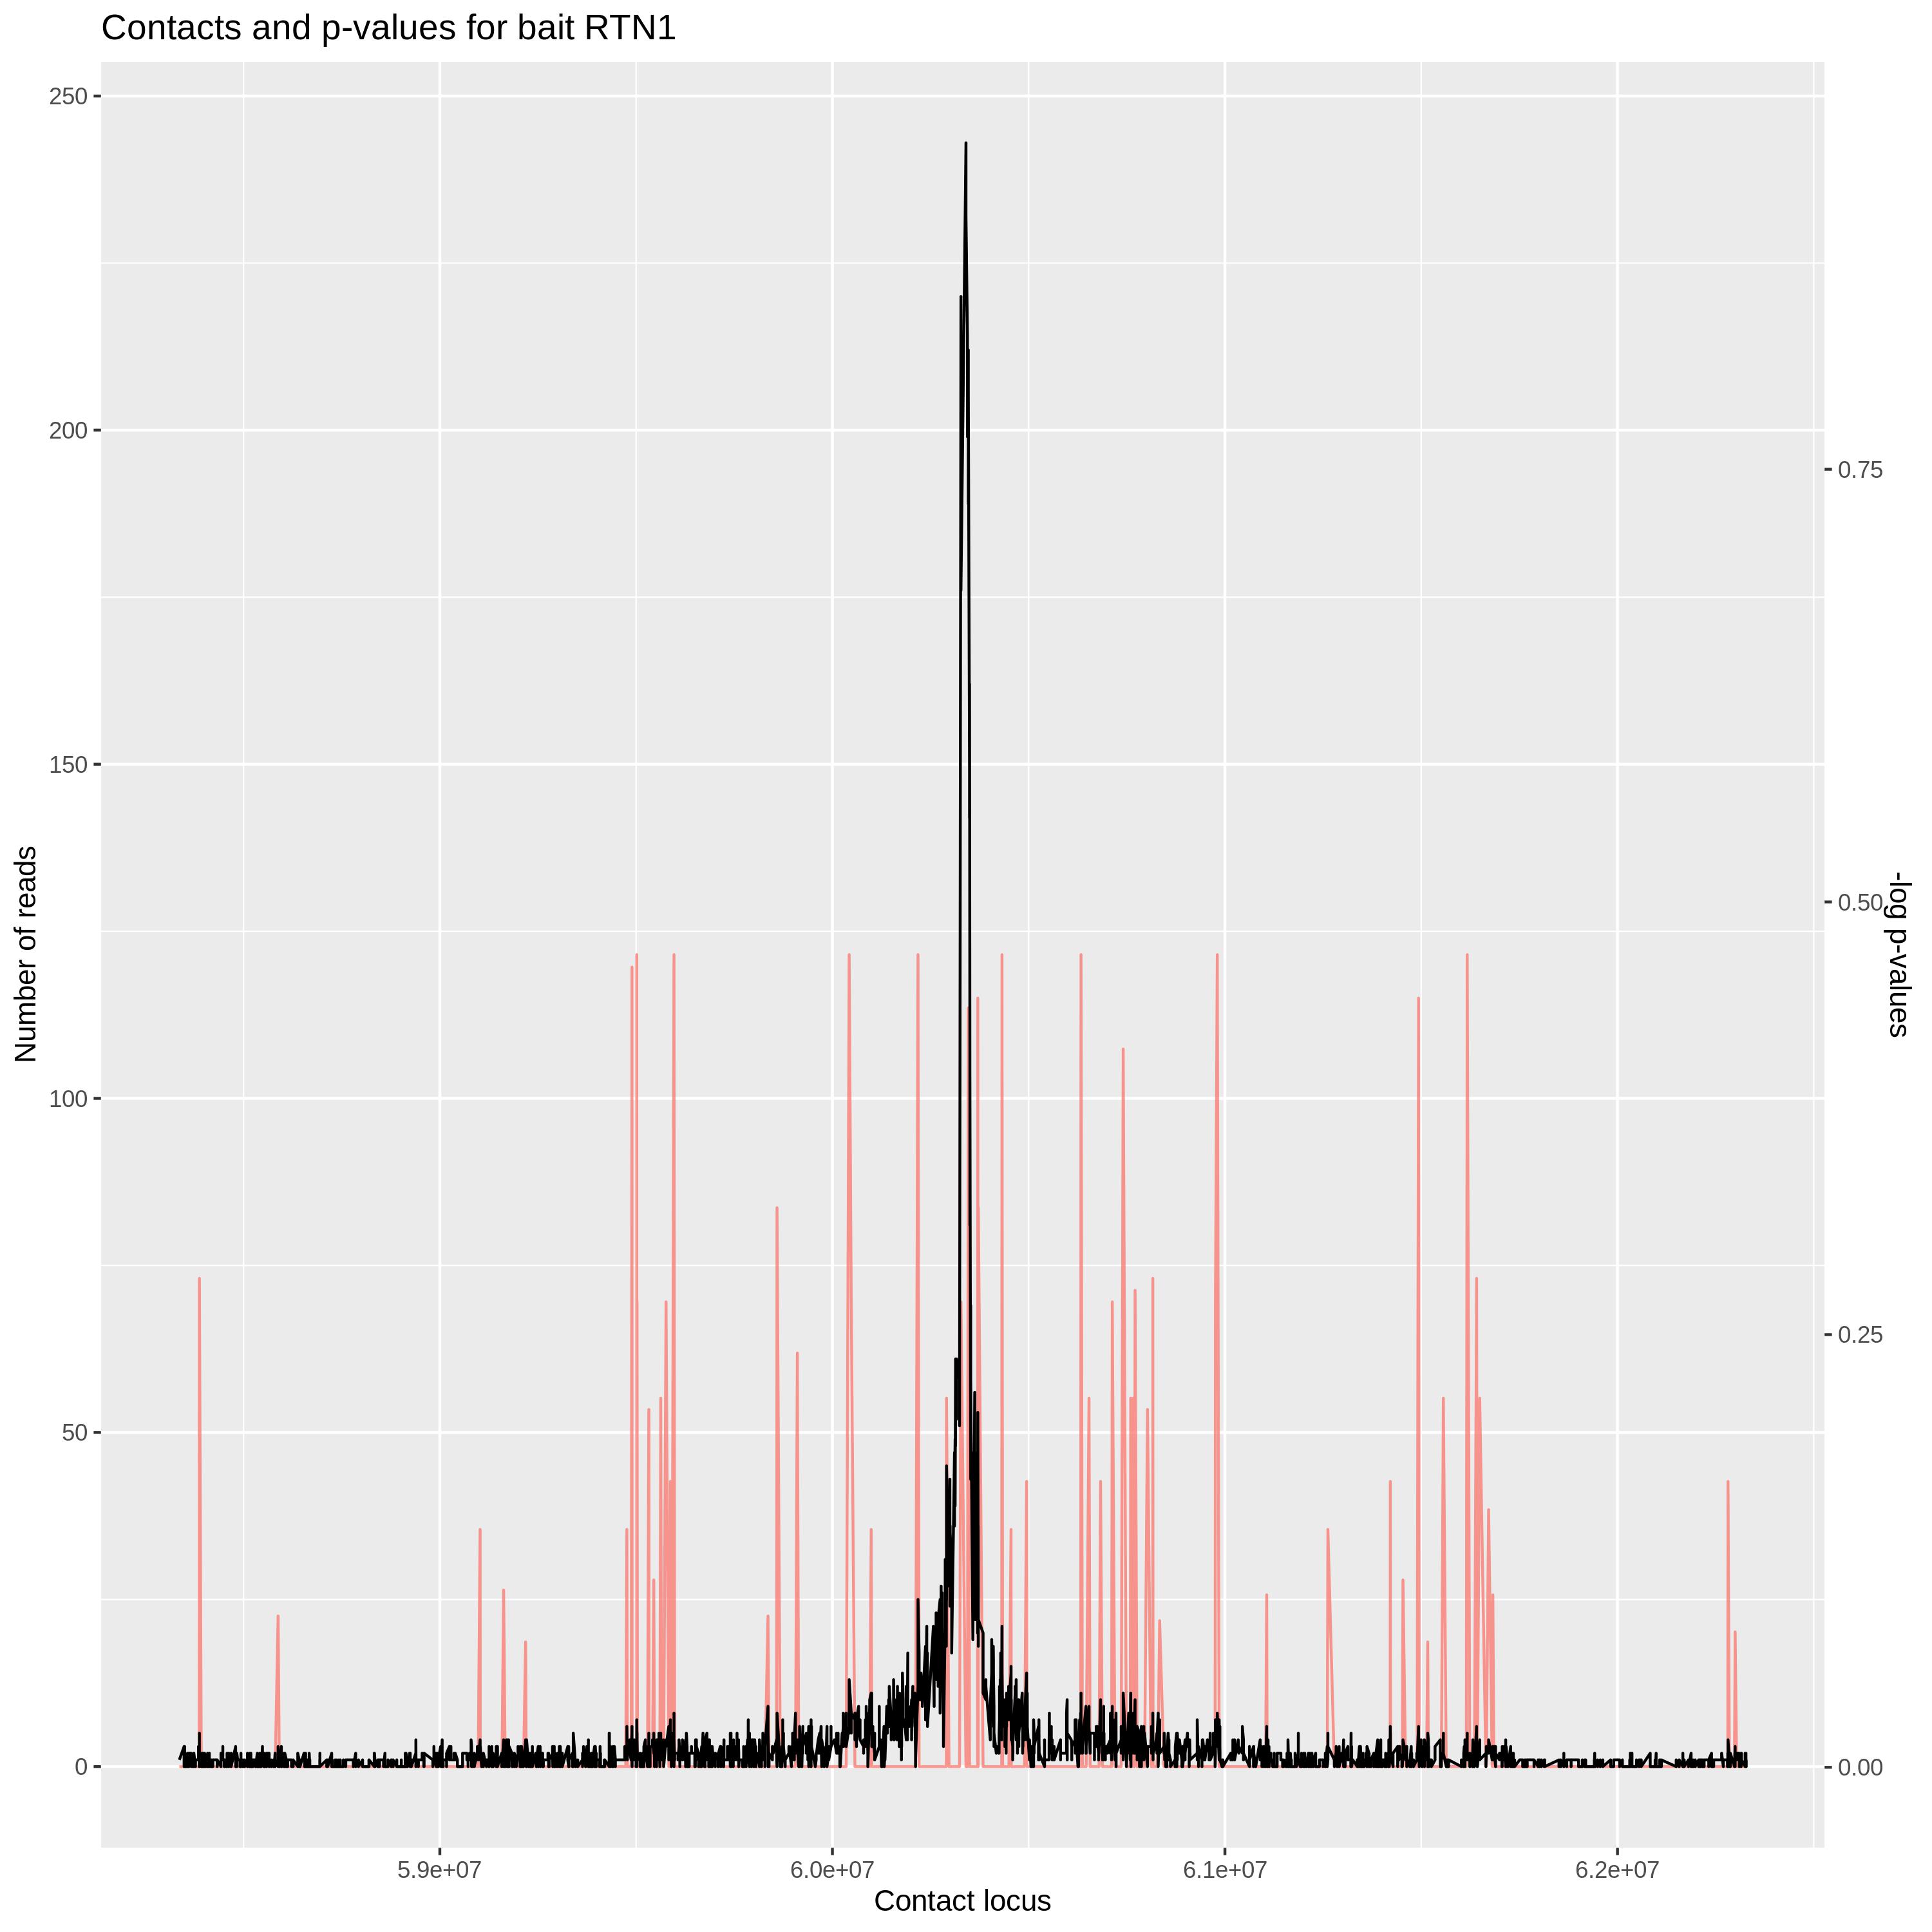 Contacts and p-values for bait RTN1
250
200
150
100
50
0
Number of reads
0.75
0.50
0.25
0.00
-log p-values
5.9e+07
6.0e+07
6.1e+07
6.2e+07
Contact locus